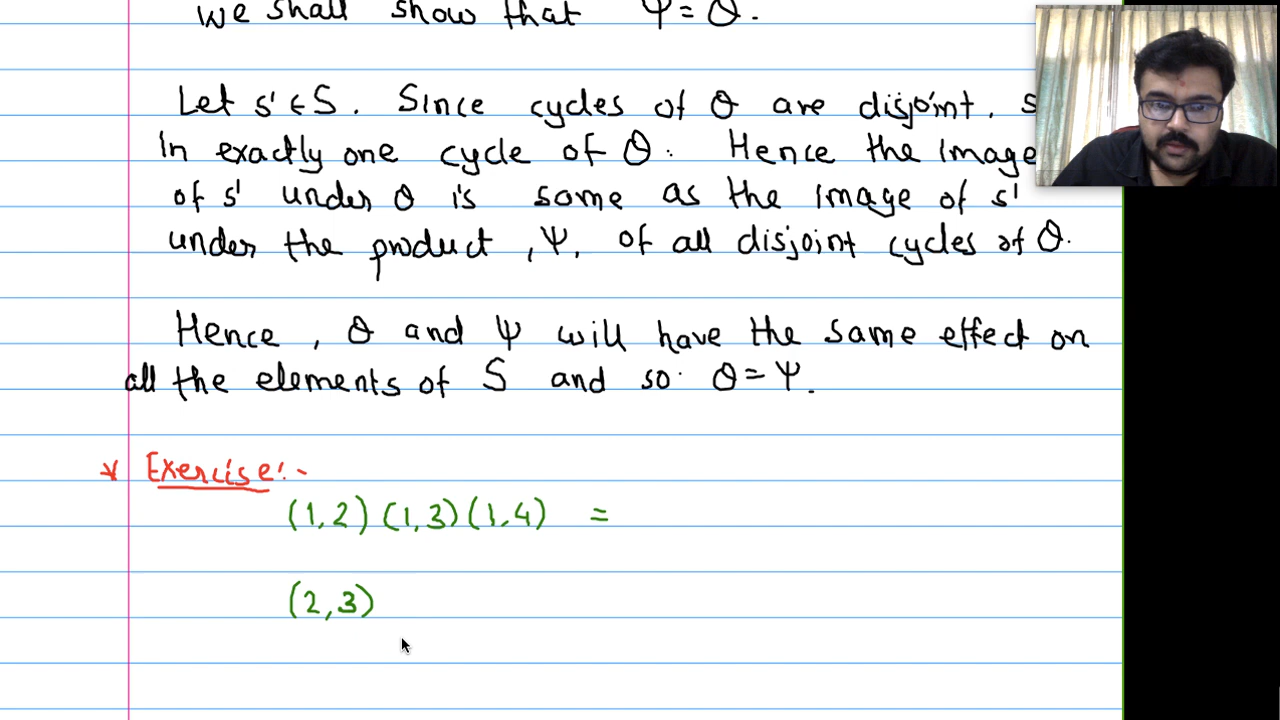 we shall show that Ψ = θ.
Let s' ∈ S. Since cycles of θ are disjoint, s
in exactly one cycle of θ. Hence the image
of s' under θ is same as the image of s'
under the product, Ψ, of all disjoint cycles of θ.
Hence, θ and Ψ will have the same effect on
all the elements of S and so θ = Ψ.
* Exercise:-
(1,2) (1,3) (1,4) =
(2,3)